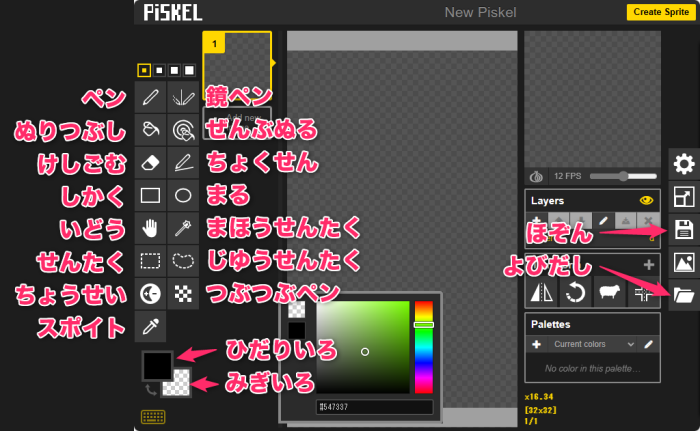 PiSKEL
New Piskel
Create Sprite
1
Add new
ペン
鏡ペン
ぬりつぶし
せんぶぬる
けしごむ
ちょくせん
しかく
まる
いどう
まほうせんたく
せんたく
じゆうせんたく
ちょうせい
つぶつぶペン
スポイト
ひだりいろ
みぎいろ
#547337
12 FPS
Layers
ほぞん
よびだし
Palettes
Current colors
No color in this palette...
x16.34
[32x32]
1/1